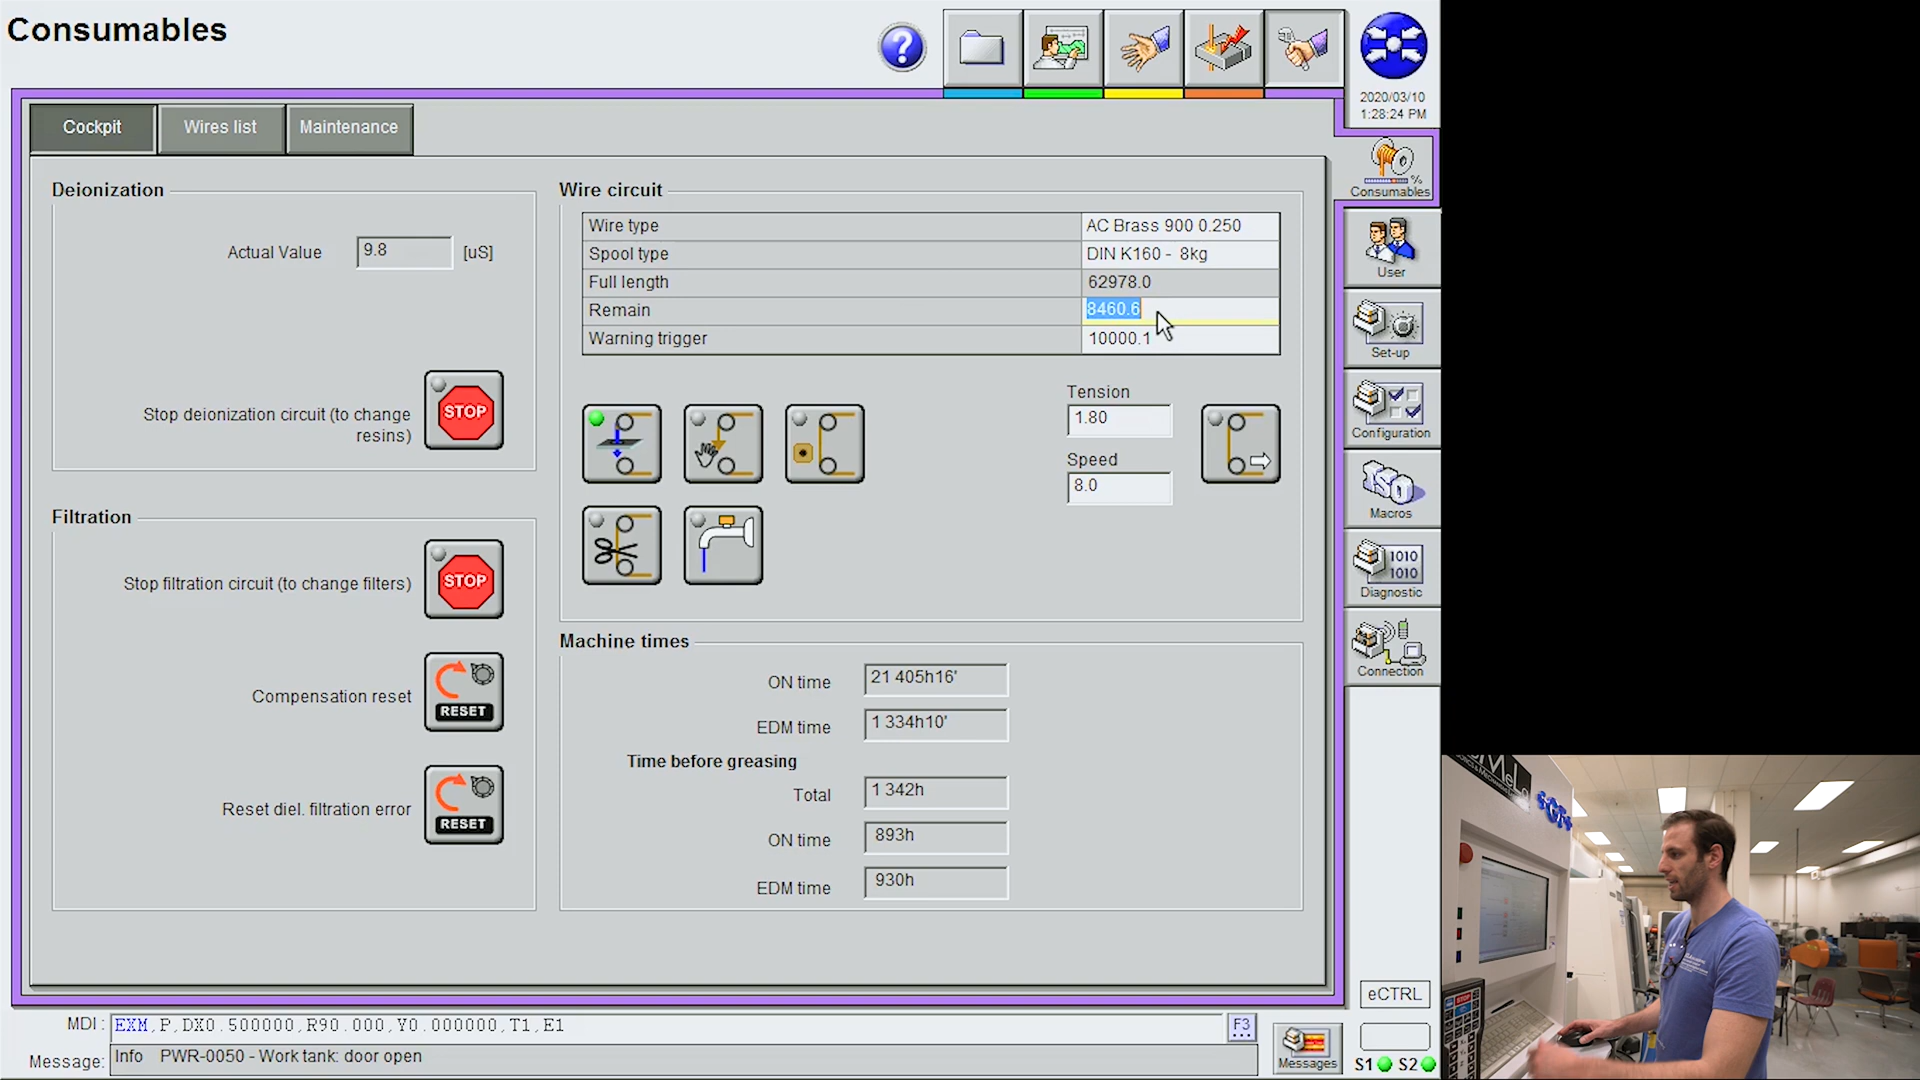 Consumables
?
2020/03/10
1:28:24 PM
Cockpit
Wires list
Maintenance
%
Consumables
User
Set-up
Configuration
ISO
Macros
1010
1010
Diagnostic
Connection
Deionization
Actual Value
9.8
[uS]
Stop deionization circuit (to change
resins)
STOP
Filtration
Stop filtration circuit (to change filters)
STOP
Compensation reset
RESET
Reset diel. filtration error
RESET
Wire circuit
Wire type AC Brass 900 0.250
Spool type DIN K160 - 8kg
Full length 62978.0
Remain 8460.6
Warning trigger 10000.1
Tension
1.80
Speed
8.0
Machine times
ON time 21 405h16'
EDM time 1 334h10'
Time before greasing
Total 1 342h
ON time 893h
EDM time 930h
eCTRL
MDI : EXM,P,DX0.500000,R90.000,Y0.000000,T1,E1
F3
Message: Info PWR-0050 - Work tank: door open
Messages
S1 S2